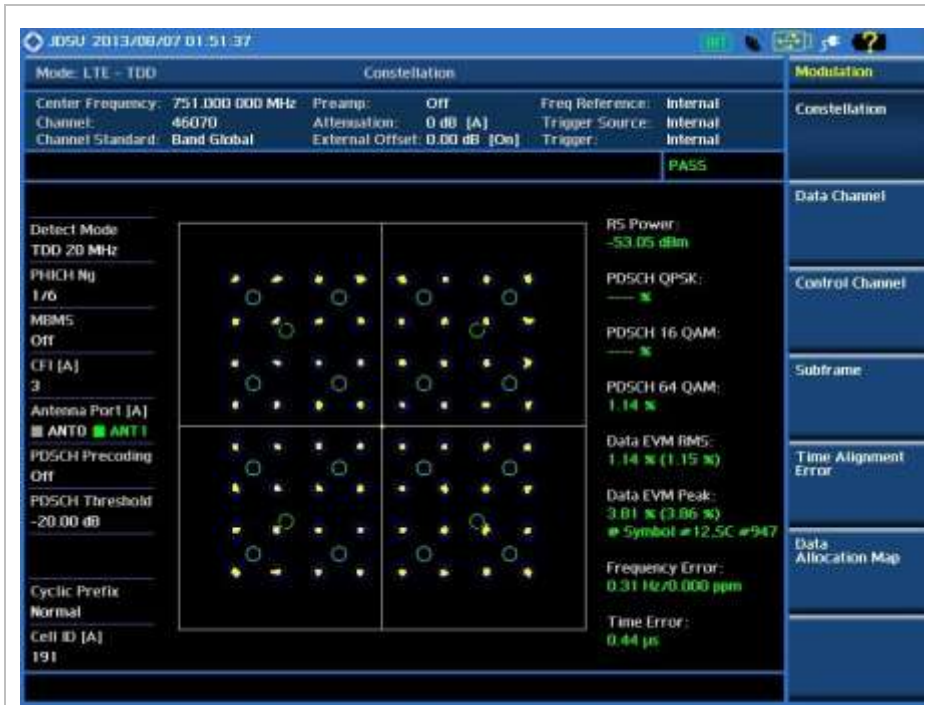 JDSU 2013/08/07 01:51:37
Mode: LTE - TDD
Constellation
Modulation
Center Frequency: 751.000 000 MHz Preamp: Off Freq Reference: Internal
Channel: 46070 Attenuation: 0 dB [A] Trigger Source: Internal
Channel Standard: Band Global External Offset: 0.00 dB [On] Trigger: Internal
PASS
Detect Mode
TDD 20 MHz
PHICH Ng
1/6
MBMS
Off
CFI [A]
3
Antenna Port [A]
ANT0 ANT1
PDSCH Precoding
Off
PDSCH Threshold
-20.00 dB
Cyclic Prefix
Normal
Cell ID [A]
191
RS Power:
-53.05 dBm
PDSCH QPSK:
---- %
PDSCH 16 QAM:
---- %
PDSCH 64 QAM:
1.14 %
Data EVM RMS:
1.14 % (1.15 %)
Data EVM Peak:
3.81 % (3.86 %)
@ Symbol #12,SC #947
Frequency Error:
0.31 Hz/0.000 ppm
Time Error:
0.44 µs
Constellation
Data Channel
Control Channel
Subframe
Time Alignment
Error
Data
Allocation Map